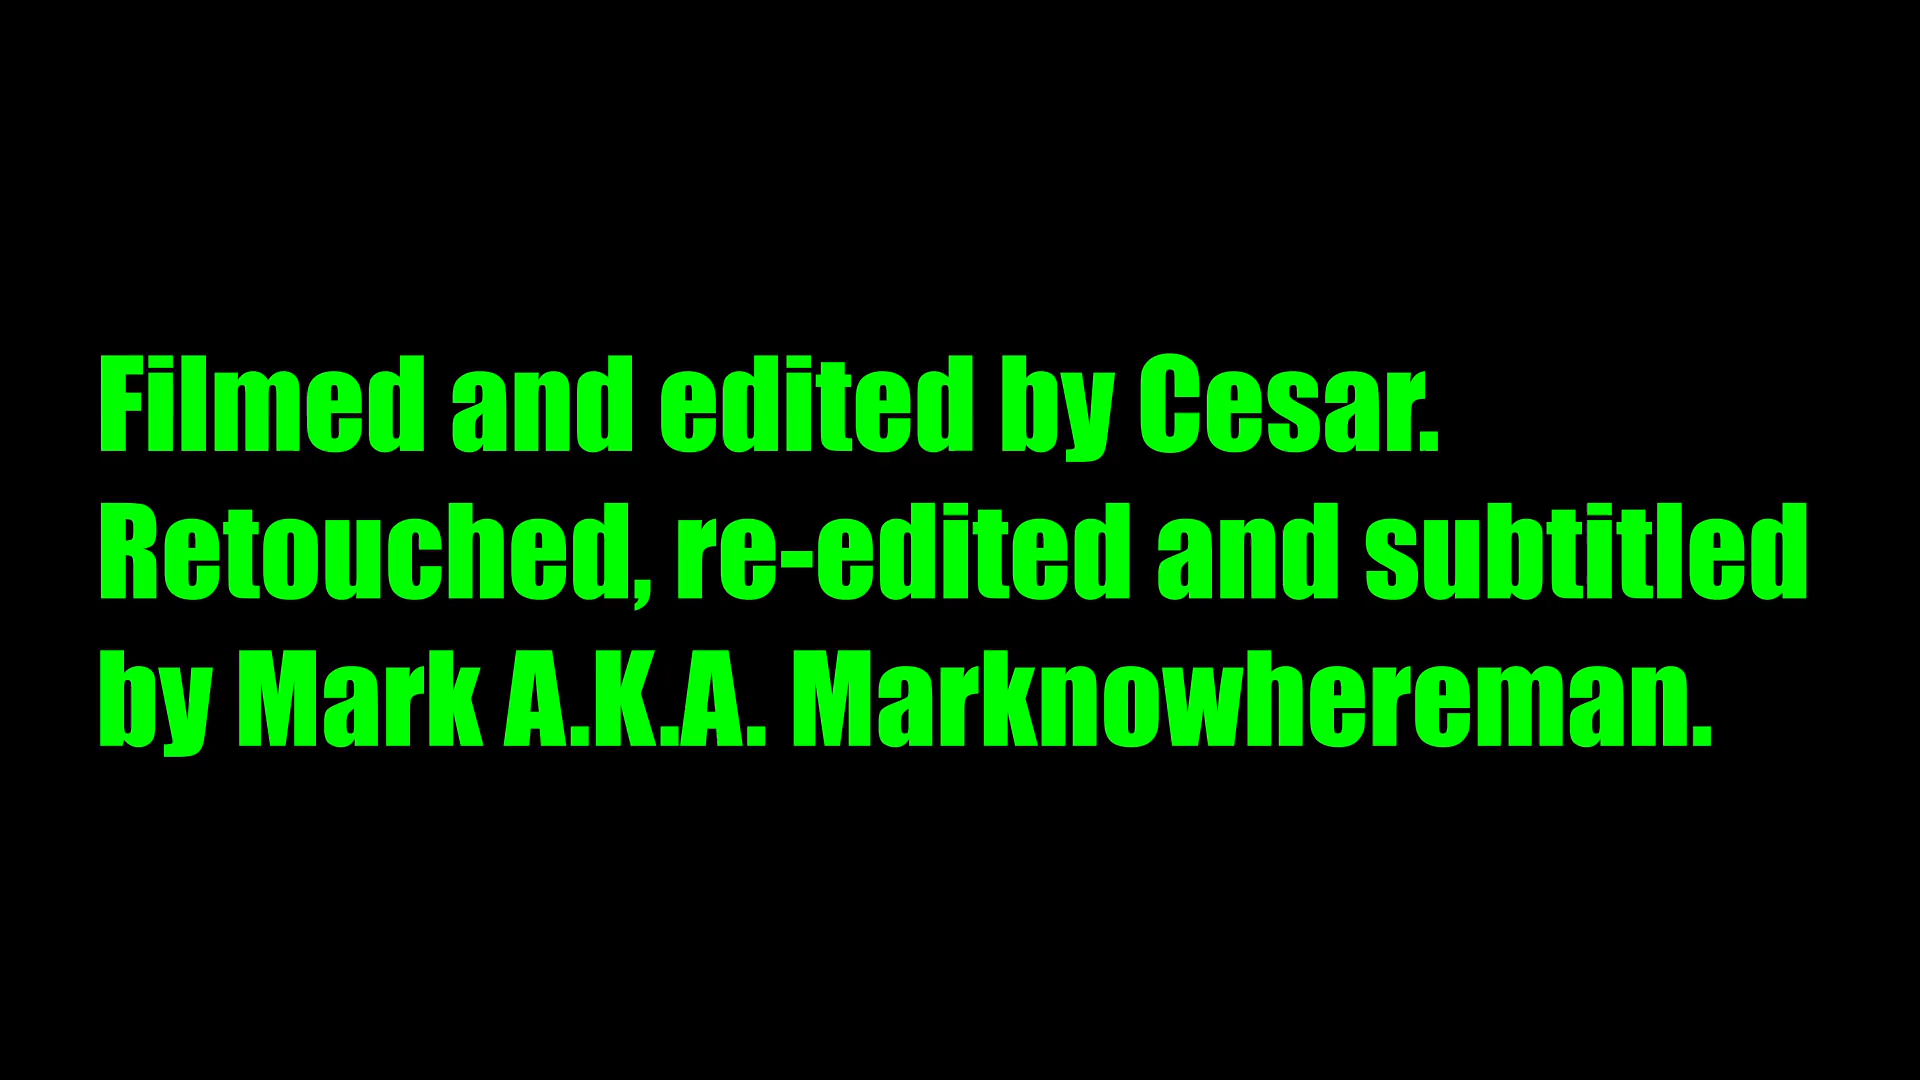 Filmed and edited by Cesar.
Retouched, re-edited and subtitled
by Mark A.K.A. Marknowhereman.